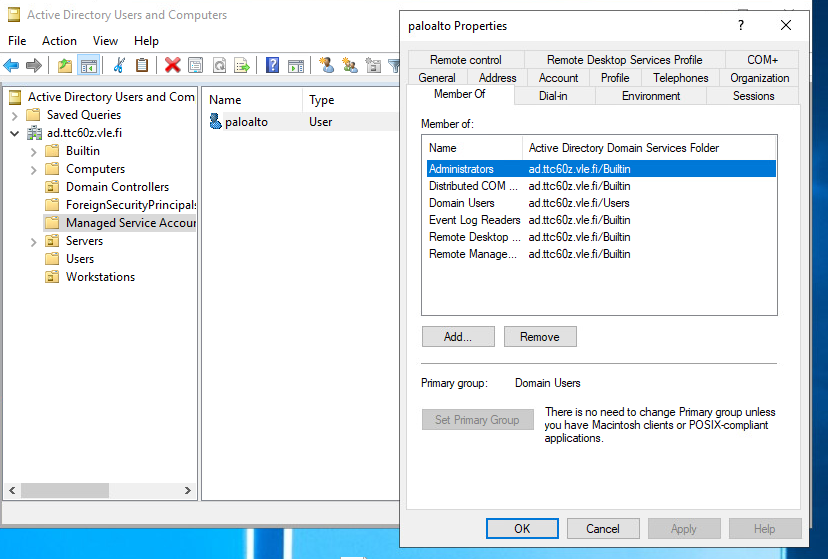 Active Directory Users and Computers
File Action View Help
Active Directory Users and Com
Saved Queries
ad.ttc60z.vle.fi
Builtin
Computers
Domain Controllers
ForeignSecurityPrincipals
Managed Service Accour
Servers
Users
Workstations
Name Type
paloalto User
paloalto Properties
?
Remote control Remote Desktop Services Profile COM+
General Address Account Profile Telephones Organization
Member Of Dial-in Environment Sessions
Member of:
Name Active Directory Domain Services Folder
Administrators ad.ttc60z.vle.fi/Builtin
Distributed COM ... ad.ttc60z.vle.fi/Builtin
Domain Users ad.ttc60z.vle.fi/Users
Event Log Readers ad.ttc60z.vle.fi/Builtin
Remote Desktop ... ad.ttc60z.vle.fi/Builtin
Remote Manage... ad.ttc60z.vle.fi/Builtin
Add... Remove
Primary group: Domain Users
Set Primary Group
There is no need to change Primary group unless
you have Macintosh clients or POSIX-compliant
applications.
OK Cancel Apply Help